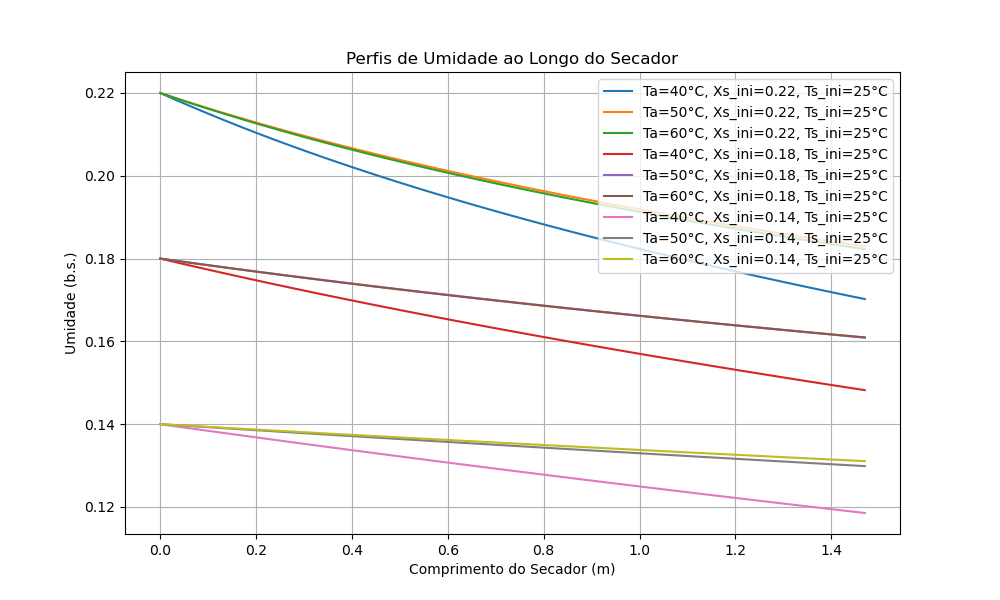 Perfis de Umidade ao Longo do Secador
Ta=40°C, Xs_ini=0.22, Ts_ini=25°C
Ta=50°C, Xs_ini=0.22, Ts_ini=25°C
Ta=60°C, Xs_ini=0.22, Ts_ini=25°C
Ta=40°C, Xs_ini=0.18, Ts_ini=25°C
Ta=50°C, Xs_ini=0.18, Ts_ini=25°C
Ta=60°C, Xs_ini=0.18, Ts_ini=25°C
Ta=40°C, Xs_ini=0.14, Ts_ini=25°C
Ta=50°C, Xs_ini=0.14, Ts_ini=25°C
Ta=60°C, Xs_ini=0.14, Ts_ini=25°C
Umidade (b.s.)
0.22
0.20
0.18
0.16
0.14
0.12
0.0 0.2 0.4 0.6 0.8 1.0 1.2 1.4
Comprimento do Secador (m)